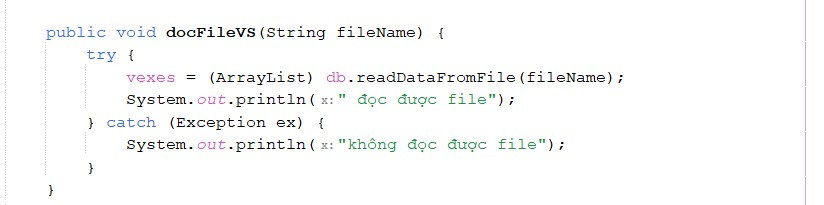 public void docFileVS(String fileName) {
try {
vexes = (ArrayList) db.readDataFromFile(fileName);
System.out.println( x: " đọc được file");
} catch (Exception ex) {
System.out.println( x: "không đọc được file");
}
}